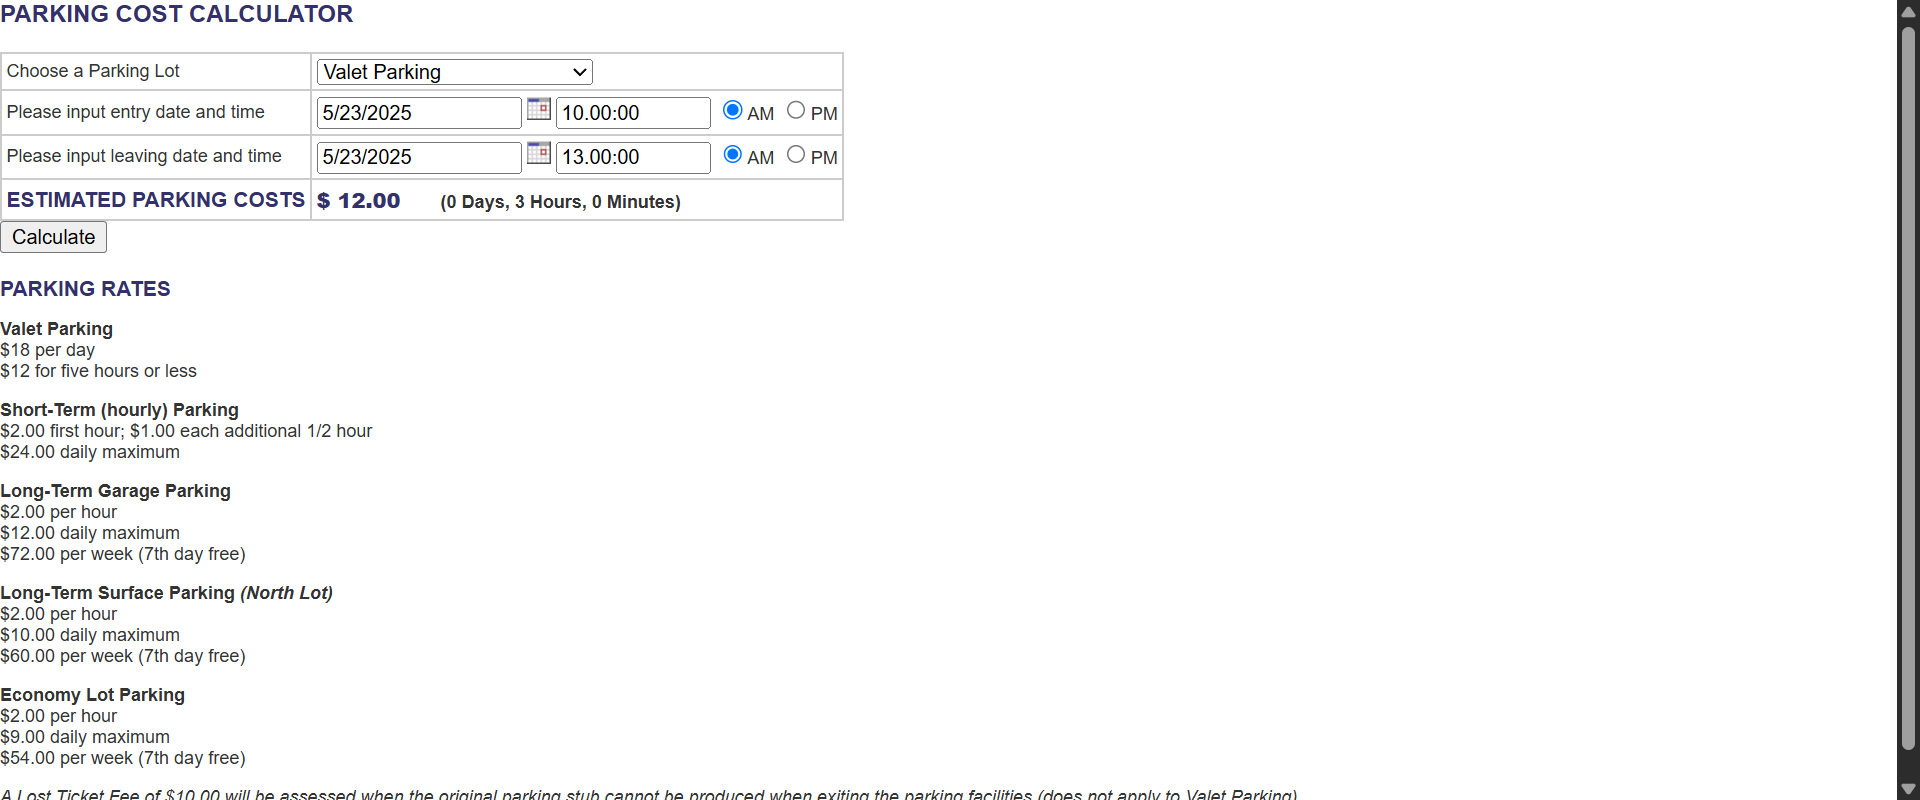 PARKING COST CALCULATOR
Choose a Parking Lot Valet Parking
Please input entry date and time 5/23/2025 10.00:00 AM PM
Please input leaving date and time 5/23/2025 13.00:00 AM PM
ESTIMATED PARKING COSTS $ 12.00 (0 Days, 3 Hours, 0 Minutes)
Calculate
PARKING RATES
Valet Parking
$18 per day
$12 for five hours or less
Short-Term (hourly) Parking
$2.00 first hour; $1.00 each additional 1/2 hour
$24.00 daily maximum
Long-Term Garage Parking
$2.00 per hour
$12.00 daily maximum
$72.00 per week (7th day free)
Long-Term Surface Parking (North Lot)
$2.00 per hour
$10.00 daily maximum
$60.00 per week (7th day free)
Economy Lot Parking
$2.00 per hour
$9.00 daily maximum
$54.00 per week (7th day free)
A Lost Ticket Fee of $10.00 will be assessed when the original parking stub cannot be produced when exiting the parking facilities (does not apply to Valet Parking)